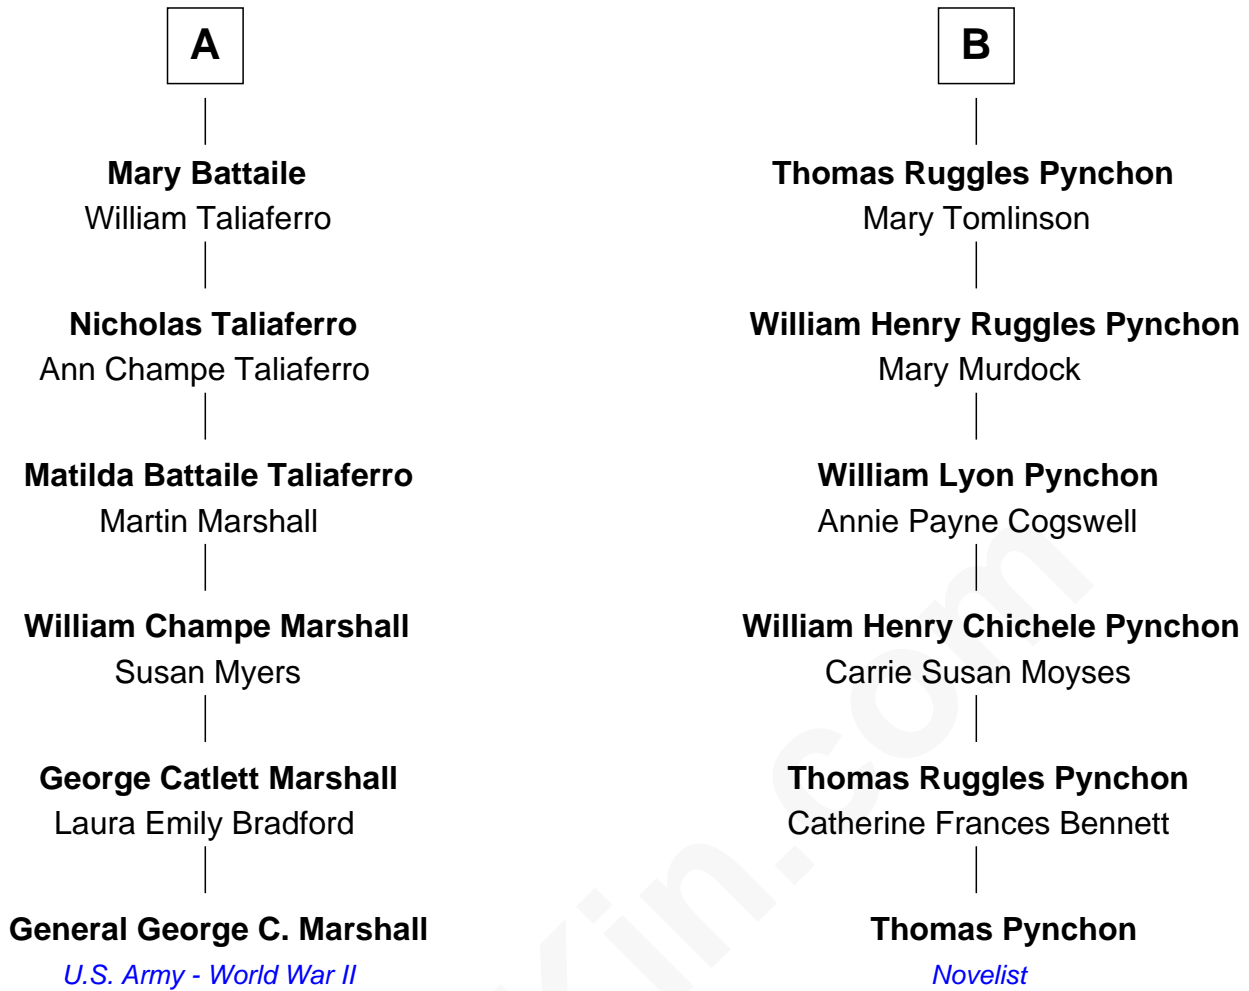 A
Mary Battaile
William Taliaferro
Nicholas Taliaferro
Ann Champe Taliaferro
Matilda Battaile Taliaferro
Martin Marshall
William Champe Marshall
Susan Myers
George Catlett Marshall
Laura Emily Bradford
General George C. Marshall
U.S. Army - World War II
B
Thomas Ruggles Pynchon
Mary Tomlinson
William Henry Ruggles Pynchon
Mary Murdock
William Lyon Pynchon
Annie Payne Cogswell
William Henry Chichele Pynchon
Carrie Susan Moyses
Thomas Ruggles Pynchon
Catherine Frances Bennett
Thomas Pynchon
Novelist
Kin.com